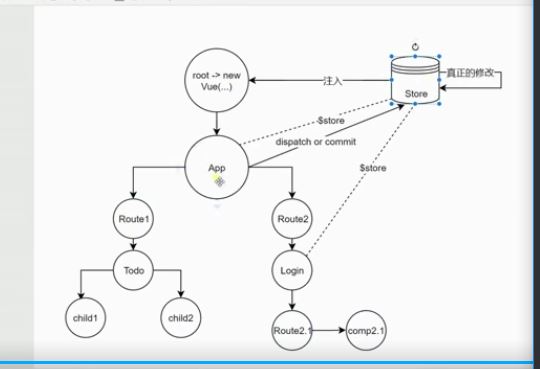 root -> new
Vue(...)
注入
真正的修改
Store
$store
dispatch or commit
App
$store
Route1
Route2
Todo
Login
child1
child2
Route2.1
comp2.1